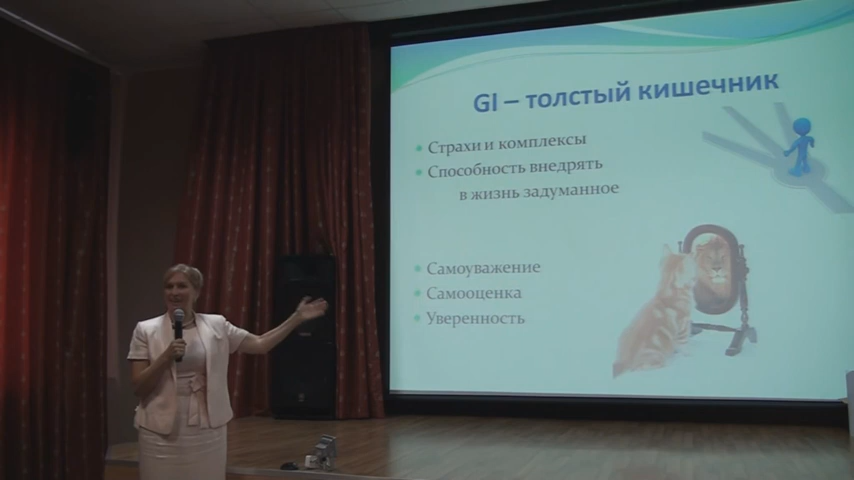 GI – толстый кишечник
Страхи и комплексы
Способность внедрять
в жизнь задуманное
Самоуважение
Самооценка
Уверенность